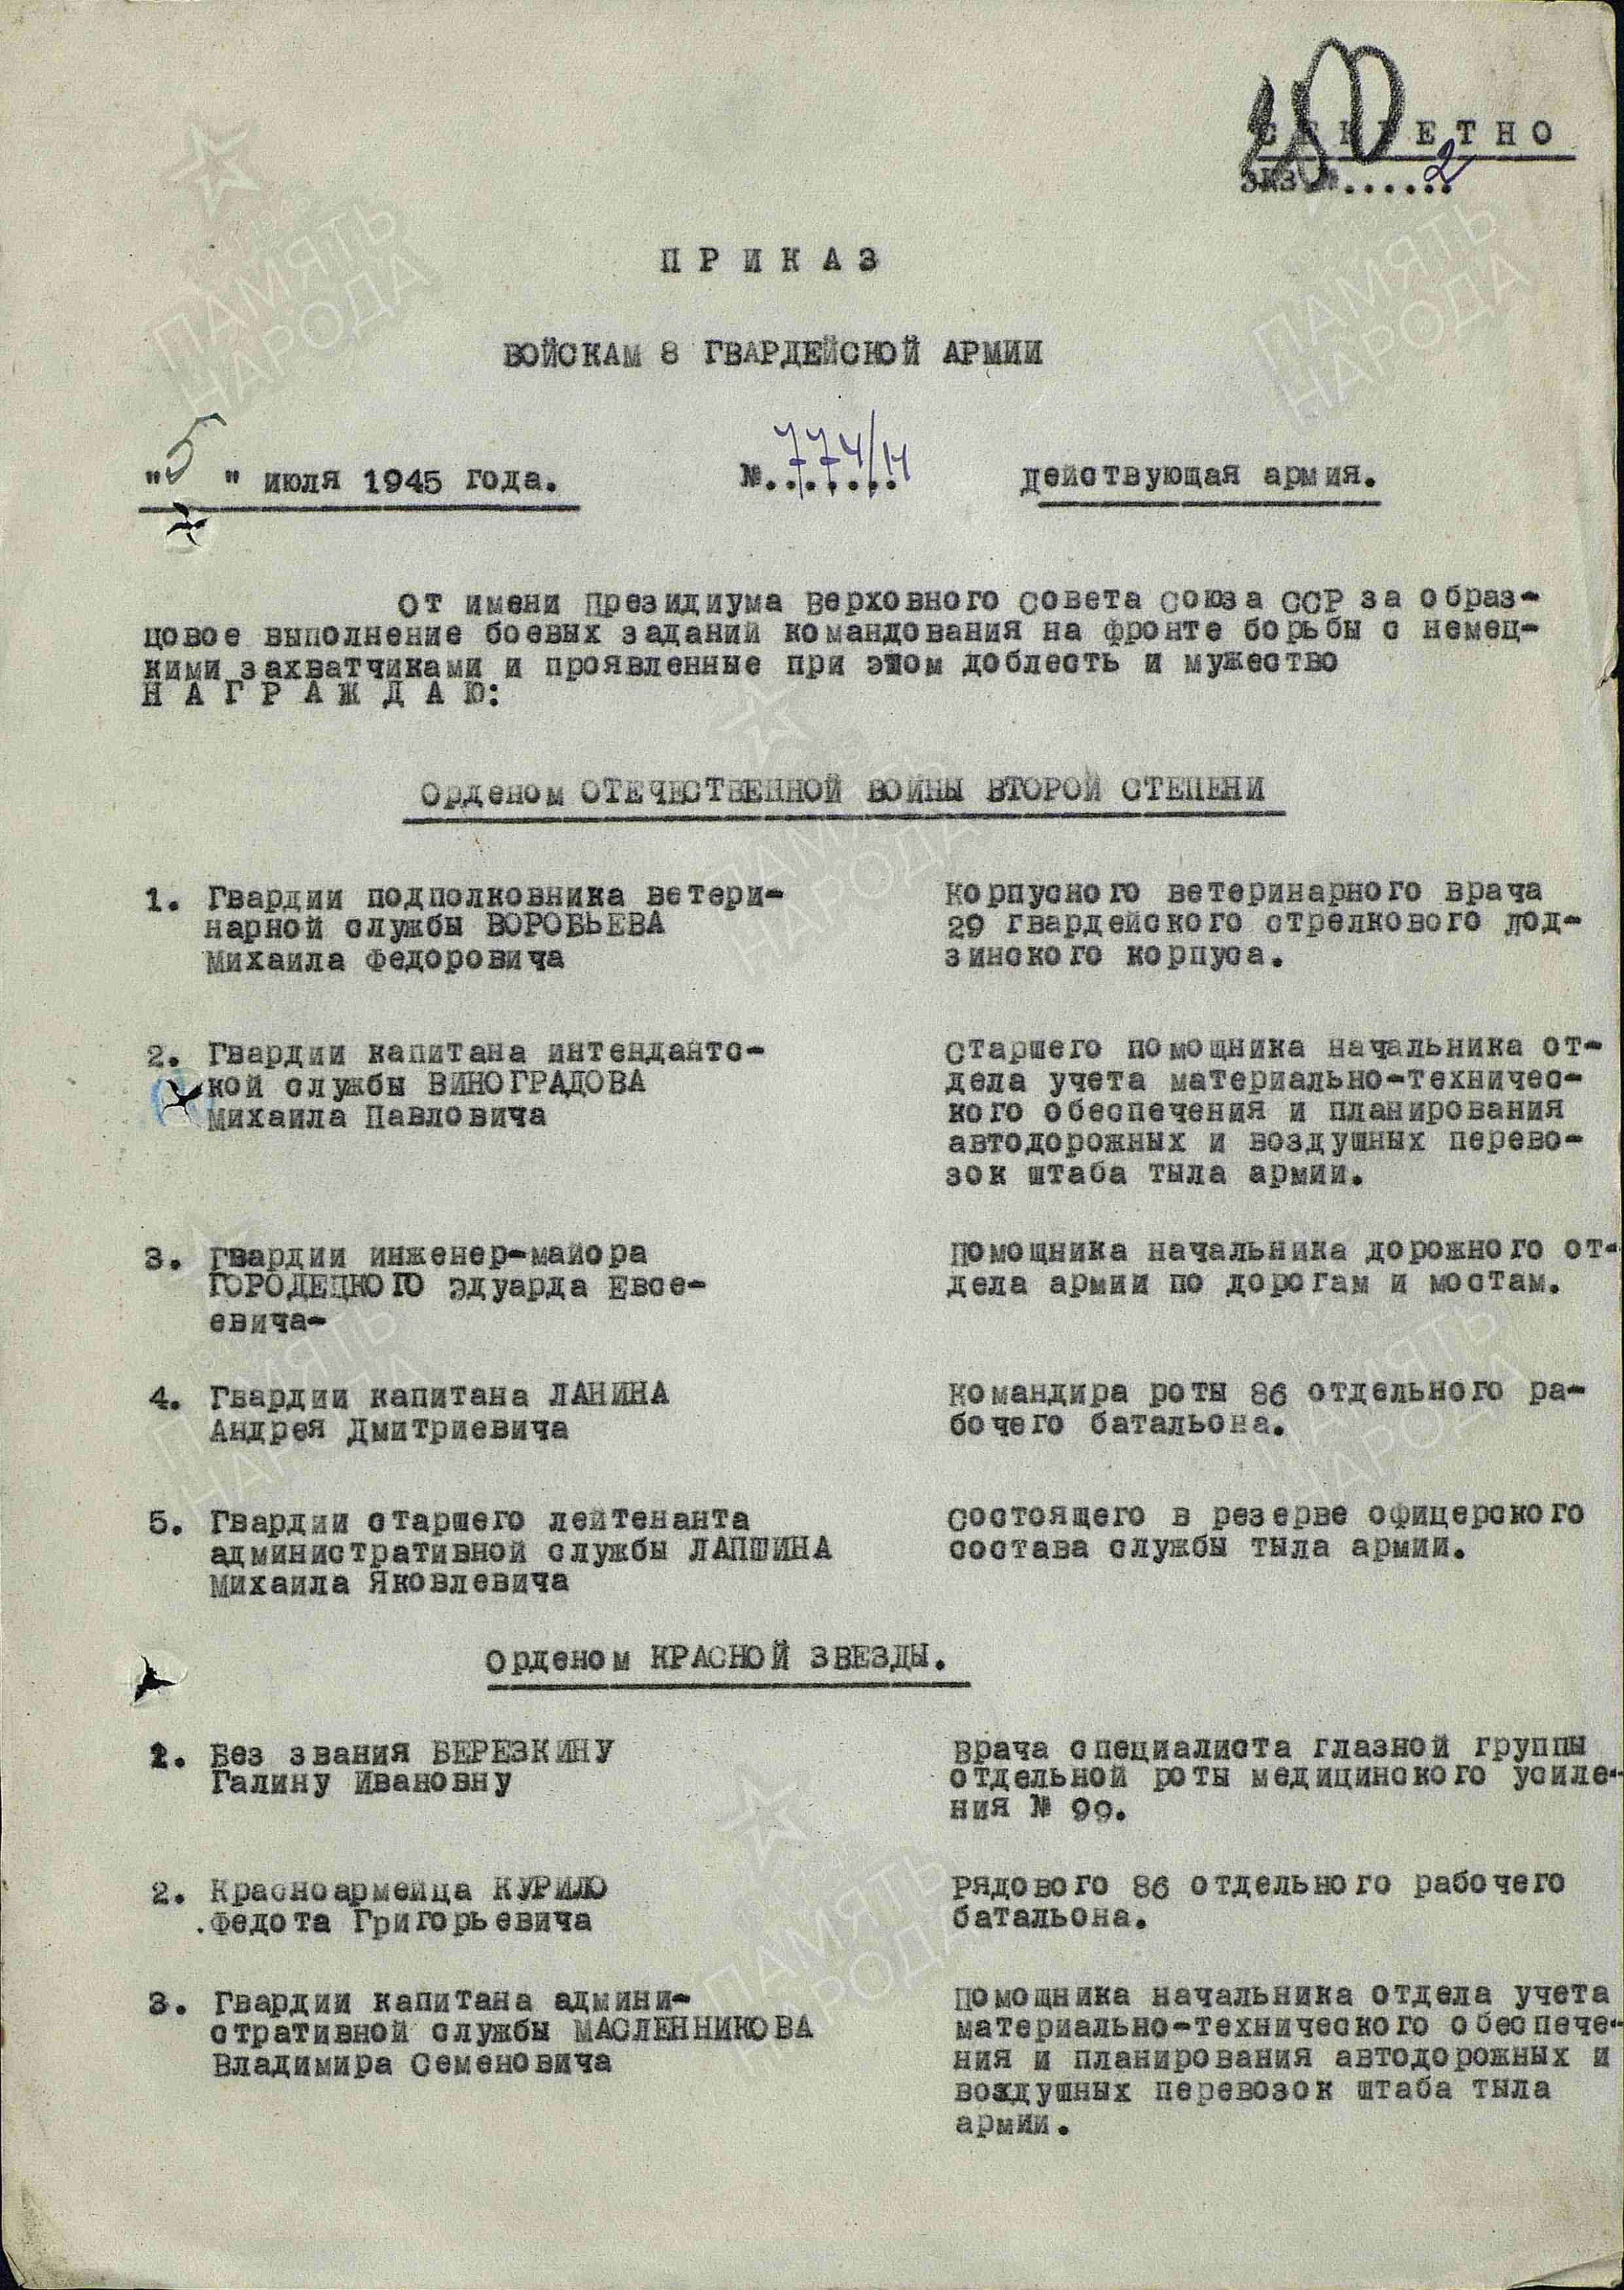 180
СЕКРЕТНО
ЭКЗ.№......2
ПРИКАЗ
ВОЙСКАМ 8 ГВАРДЕЙСКОЙ АРМИИ
"5" июля 1945 года. №.774/н Действующая армия.
От имени Президиума Верховного Совета Союза ССР за образ-
цовое выполнение боевых заданий командования на фронте борьбы с немец-
кими захватчиками и проявленные при этом доблесть и мужество
НАГРАЖДАЮ:
Орденом ОТЕЧЕСТВЕННОЙ ВОЙНЫ ВТОРОЙ СТЕПЕНИ
1. Гвардии подполковника ветери-
нарной службы ВОРОБЬЕВА
Михаила Федоровича
корпусного ветеринарного врача
29 гвардейского стрелкового Лод-
зинского корпуса.
2. Гвардии капитана интендантс-
кой службы ВИНОГРАДОВА
Михаила Павловича
старшего помощника начальника от-
дела учета материально-техничес-
кого обеспечения и планирования
автодорожных и воздушных перево-
зок штаба тыла армии.
3. Гвардии инженер-майора
ГОРОДЕЦКОГО Эдуарда Евсе-
евича-
помощника начальника дорожного от-
дела армии по дорогам и мостам.
4. Гвардии капитана ЛАНИНА
Андрея Дмитриевича
командира роты 86 отдельного ра-
бочего батальона.
5. Гвардии старшего лейтенанта
административной службы ЛАПШИНА
Михаила Яковлевича
состоящего в резерве офицерского
состава службы тыла армии.
Орденом КРАСНОЙ ЗВЕЗДЫ.
1. Без звания БЕРЕЗКИНУ
Галину Ивановну
врача специалиста глазной группы
отдельной роты медицинского усиле-
ния № 99.
2. Красноармейца КУРИЛО
.Федота Григорьевича
рядового 86 отдельного рабочего
батальона.
3. Гвардии капитана админи-
стративной службы МАСЛЕННИКОВА
Владимира Семеновича
помощника начальника отдела учета
материально-технического обеспече-
ния и планирования автодорожных и
воздушных перевозок штаба тыла
армии.
ПАМЯТЬ
НАРОДА